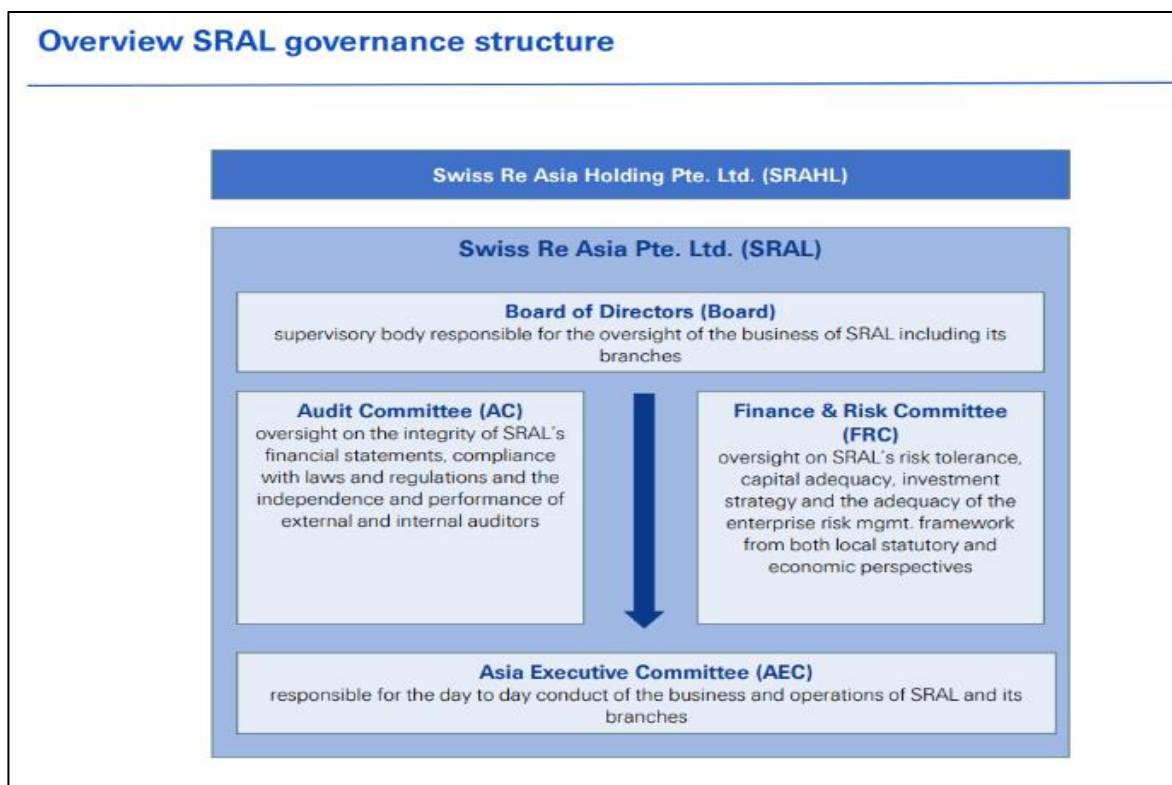 Overview SRAL governance structure
Swiss Re Asia Holding Pte. Ltd. (SRAHL)
Swiss Re Asia Pte. Ltd. (SRAL)
Board of Directors (Board)
supervisory body responsible for the oversight of the business of SRAL including its
branches
Audit Committee (AC)
oversight on the integrity of SRAL's
financial statements, compliance
with laws and regulations and the
independence and performance of
external and internal auditors
Finance & Risk Committee
(FRC)
oversight on SRAL's risk tolerance,
capital adequacy, investment
strategy and the adequacy of the
enterprise risk mgmt. framework
from both local statutory and
economic perspectives
Asia Executive Committee (AEC)
responsible for the day to day conduct of the business and operations of SRAL and its
branches